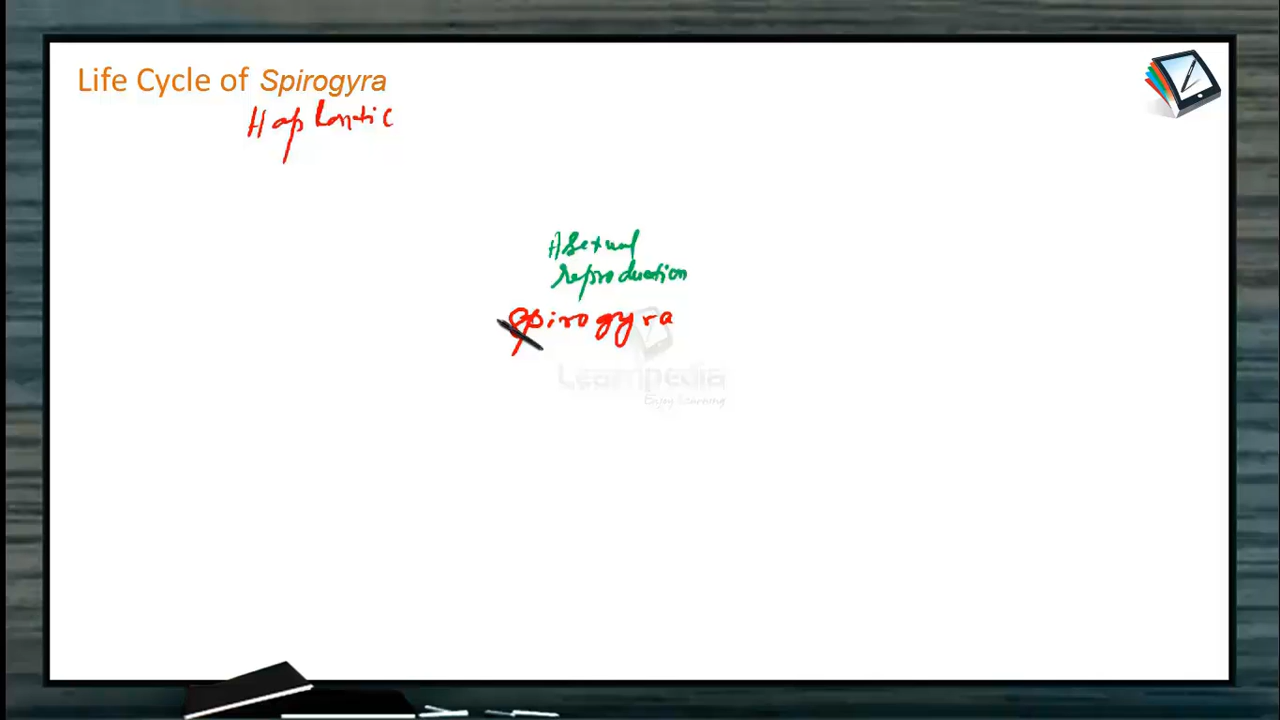 Life Cycle of Spirogyra
Haplontic
Asexual
reproduction
Spirogyra
Learnpedia
Enjoy Learning